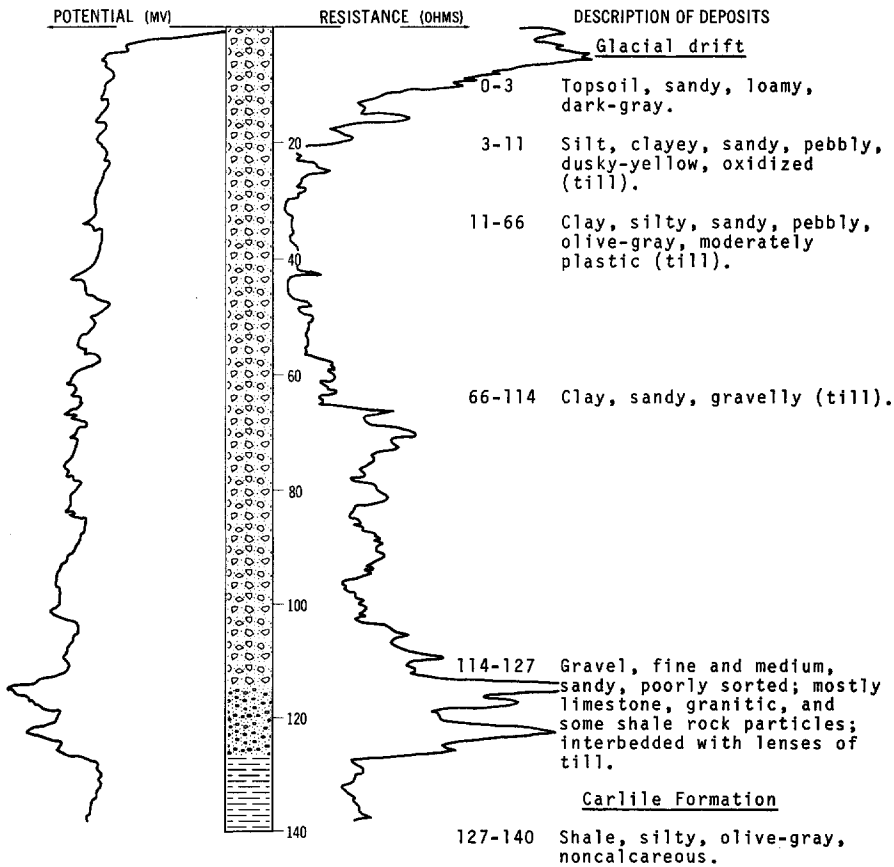 POTENTIAL (MV)
RESISTANCE (OHMS)
DESCRIPTION OF DEPOSITS
Glacial drift
0-3 Topsoil, sandy, loamy,
dark-gray.
20
3-11 Silt, clayey, sandy, pebbly,
dusky-yellow, oxidized
(till).
11-66 Clay, silty, sandy, pebbly,
olive-gray, moderately
plastic (till).
40
60
66-114 Clay, sandy, gravelly (till).
80
100
114-127 Gravel, fine and medium,
sandy, poorly sorted; mostly
limestone, granitic, and
120
some shale rock particles;
interbedded with lenses of
till.
Carlile Formation
140
127-140 Shale, silty, olive-gray,
noncalcareous.